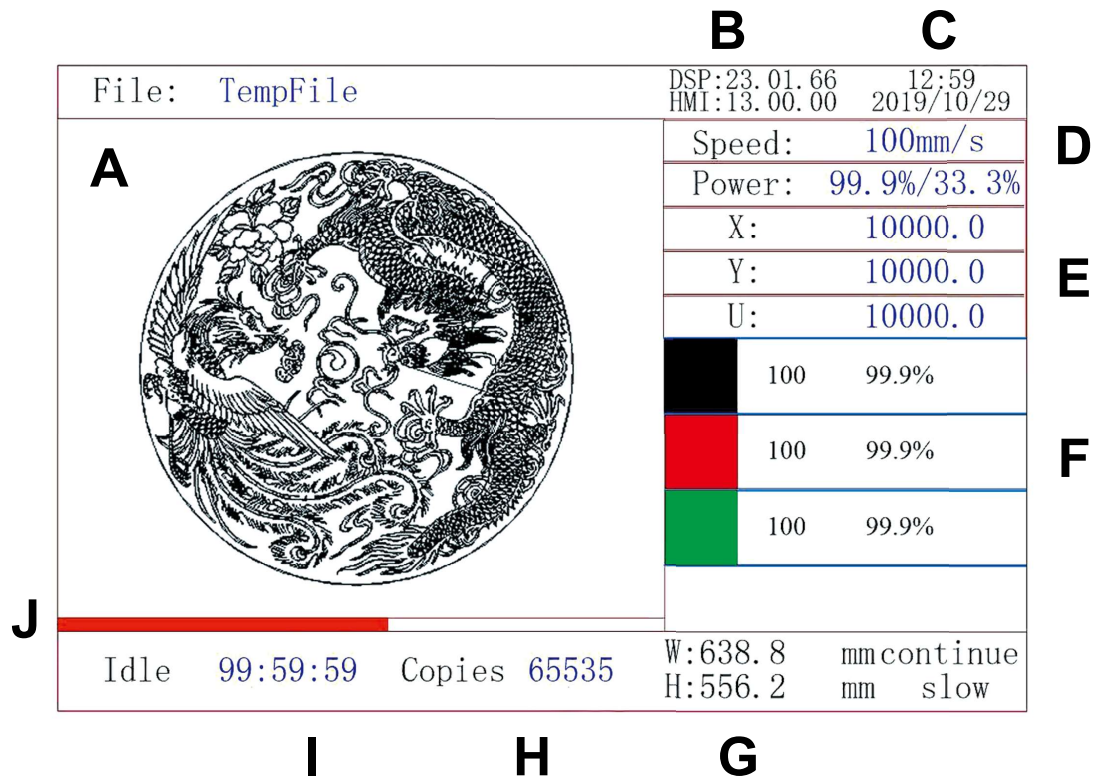 B
C
File: TempFile
DSP:23.01.66
HMI:13.00.00
12:59
2019/10/29
A
Speed: 100mm/s
D
Power: 99.9%/33.3%
X: 10000.0
Y: 10000.0
E
U: 10000.0
100 99.9%
100 99.9%
F
100 99.9%
J
Idle 99:59:59 Copies 65535
W:638.8 mm continue
H:556.2 mm slow
I
H
G